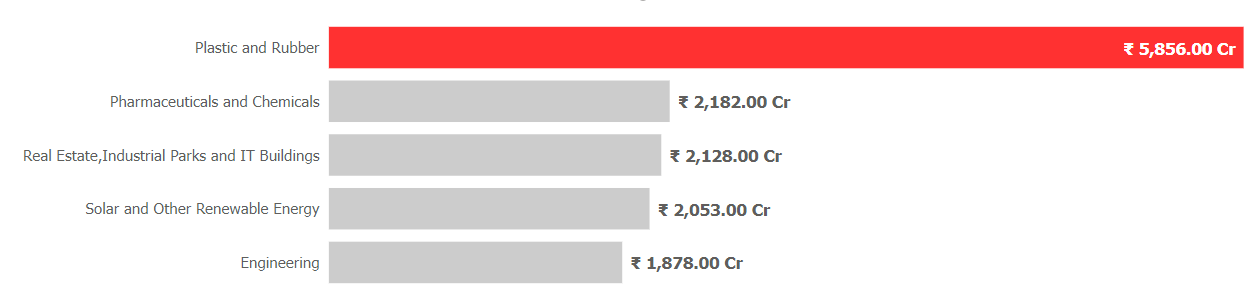 Plastic and Rubber ₹ 5,856.00 Cr
Pharmaceuticals and Chemicals ₹ 2,182.00 Cr
Real Estate,Industrial Parks and IT Buildings ₹ 2,128.00 Cr
Solar and Other Renewable Energy ₹ 2,053.00 Cr
Engineering ₹ 1,878.00 Cr